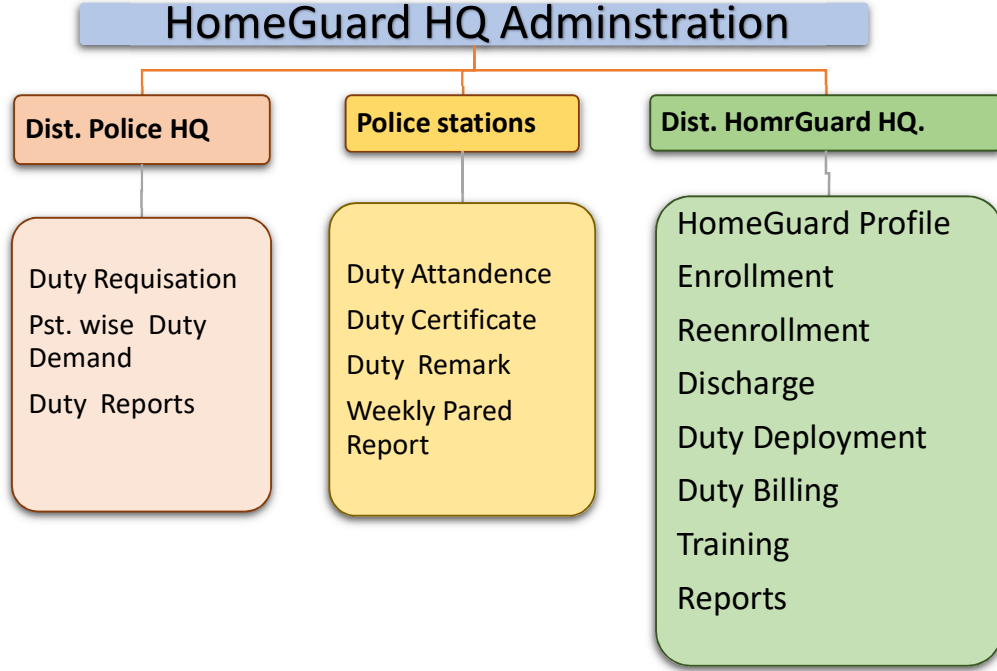 HomeGuard HQ Adminstration
Dist. Police HQ
Duty Requisation
Pst. wise Duty
Demand
Duty Reports
Police stations
Duty Attandence
Duty Certificate
Duty Remark
Weekly Pared
Report
Dist. HomrGuard HQ.
HomeGuard Profile
Enrollment
Reenrollment
Discharge
Duty Deployment
Duty Billing
Training
Reports